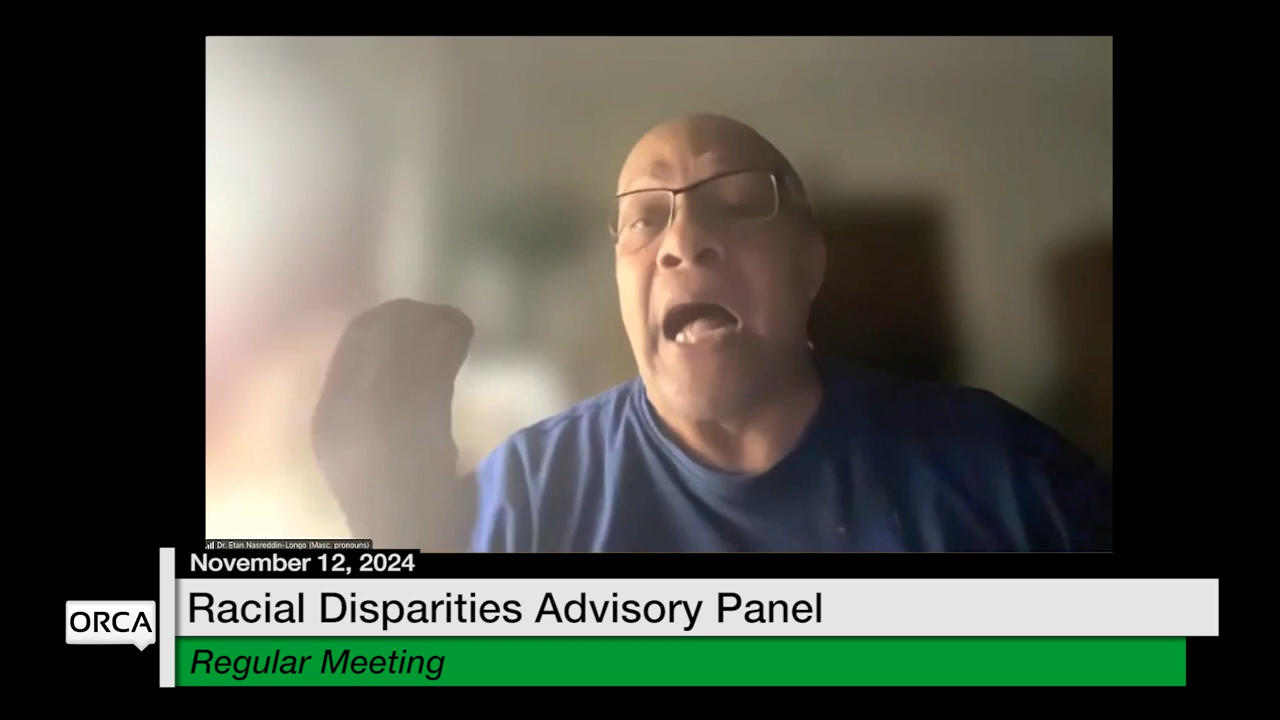 Dr. Etan Nasreddin-Longo (Masc. pronouns)
November 12, 2024
Racial Disparities Advisory Panel
ORCA
Regular Meeting